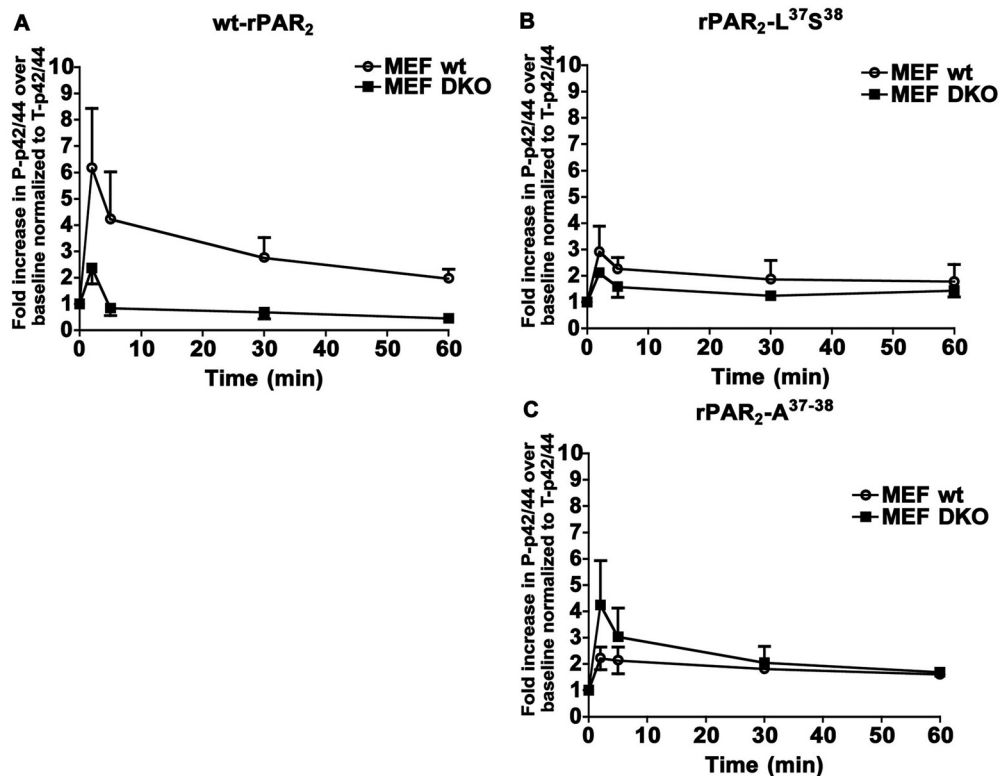 A
wt-rPAR₂
Fold increase in P-p42/44 over
baseline normalized to T-p42/44
10
9
8
7
6
5
4
3
2
1
0
MEF wt
MEF DKO
0 10 20 30 40 50 60
Time (min)
B
rPAR₂-L³⁷S³⁸
Fold increase in P-p42/44 over
baseline normalized to T-p42/44
10
9
8
7
6
5
4
3
2
1
0
MEF wt
MEF DKO
0 10 20 30 40 50 60
Time (min)
C
rPAR₂-A³⁷⁻³⁸
Fold increase in P-p42/44 over
baseline normalized to T-p42/44
10
9
8
7
6
5
4
3
2
1
0
MEF wt
MEF DKO
0 10 20 30 40 50 60
Time (min)